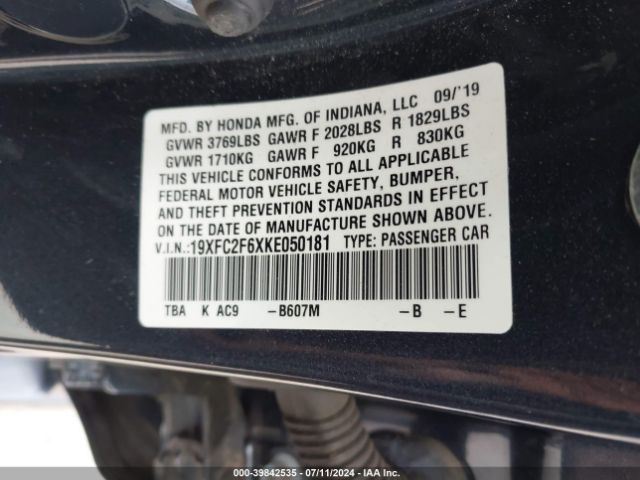 MFD. BY HONDA MFG. OF INDIANA, LLC 09/'19
GVWR 3769LBS GAWR F 2028LBS R 1829LBS
GVWR 1710KG GAWR F 920KG R 830KG
THIS VEHICLE CONFORMS TO ALL APPLICABLE
FEDERAL MOTOR VEHICLE SAFETY, BUMPER,
AND THEFT PREVENTION STANDARDS IN EFFECT
ON THE DATE OF MANUFACTURE SHOWN ABOVE.
V.I.N.:19XFC2F6XKE050181 TYPE: PASSENGER CAR
TBA K AC9 -B607M -B -E
000-39842535 - 07/11/2024 - IAA Inc.